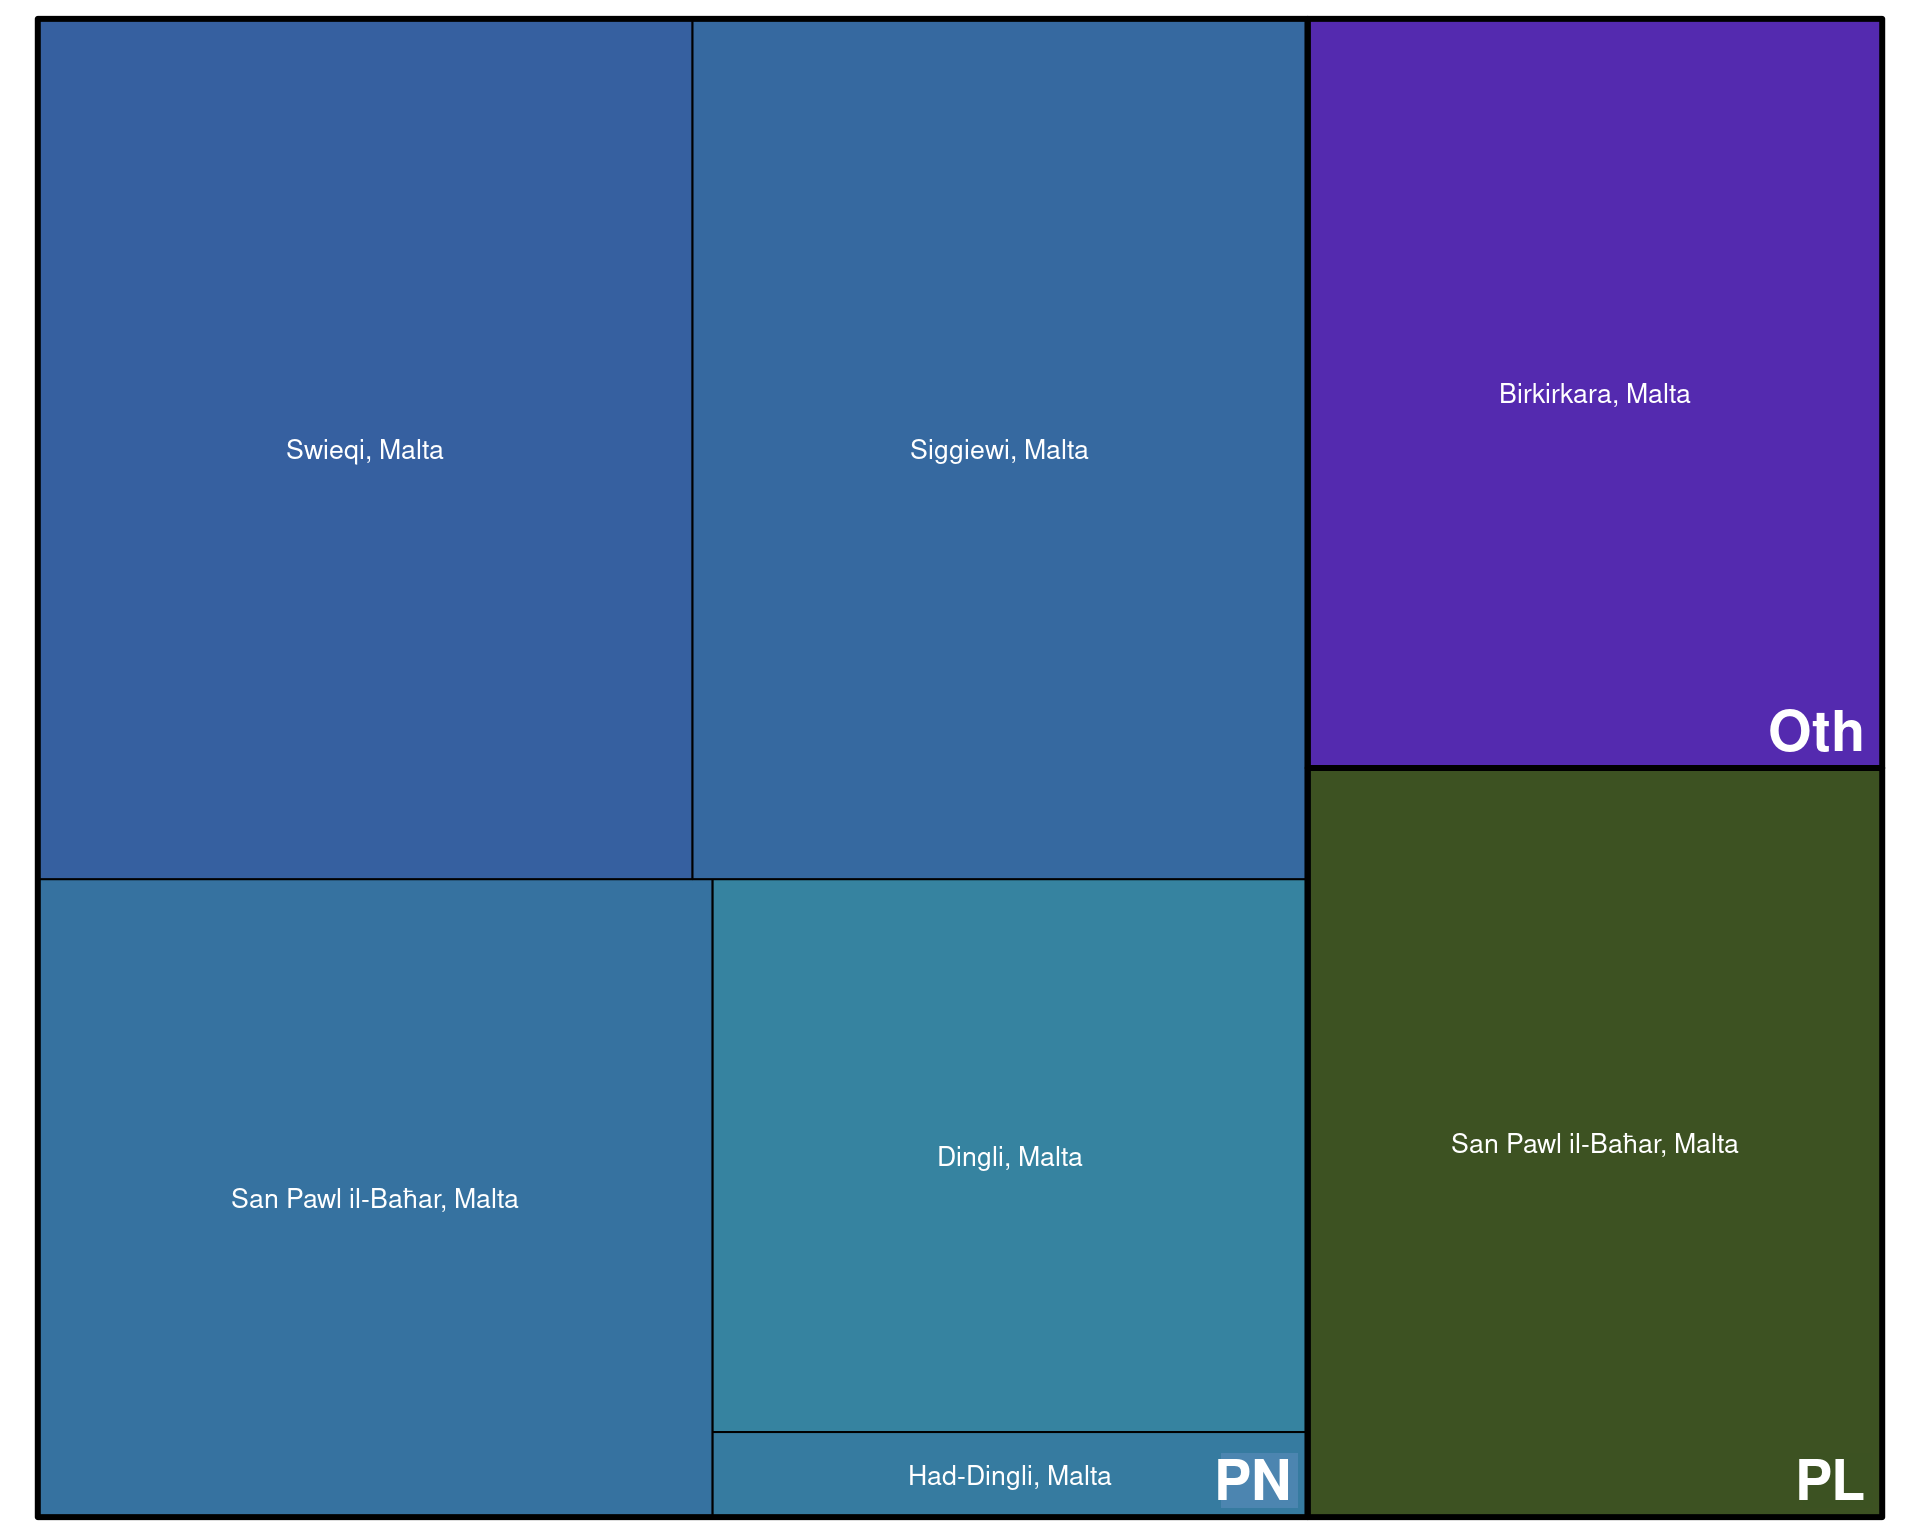 Swieqi, Malta
Siggiewi, Malta
Birkirkara, Malta
Oth
San Pawl il-Baħar, Malta
Dingli, Malta
San Pawl il-Baħar, Malta
Had-Dingli, Malta
PN
PL